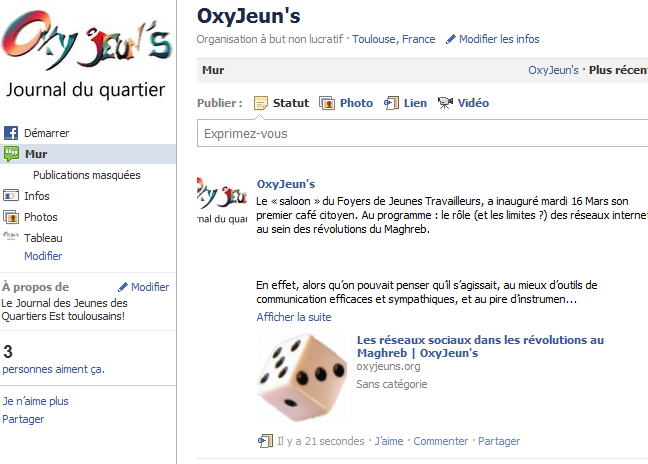 Oxy jeun's
Journal du quartier
Démarrer
Mur
Publications masquées
Infos
Photos
Tableau
Modifier
À propos de
Modifier
Le Journal des Jeunes des
Quartiers Est toulousains!
3
personnes aiment ça.
Je n'aime plus
Partager
OxyJeun's
Organisation à but non lucratif · Toulouse, France Modifier les infos
Mur OxyJeun's · Plus récent
Publier : Statut Photo Lien Vidéo
Exprimez-vous
OxyJeun's
Le « saloon » du Foyers de Jeunes Travailleurs, a inauguré mardi 16 Mars son
premier café citoyen. Au programme : le rôle (et les limites ?) des réseaux internet
au sein des révolutions du Maghreb.
En effet, alors qu'on pouvait penser qu'il s'agissait, au mieux d'outils de
communication efficaces et sympathiques, et au pire d'instrumen...
Afficher la suite
Les réseaux sociaux dans les révolutions au
Maghreb | OxyJeun's
oxyjeuns.org
Sans catégorie
Il y a 21 secondes · J'aime · Commenter · Partager